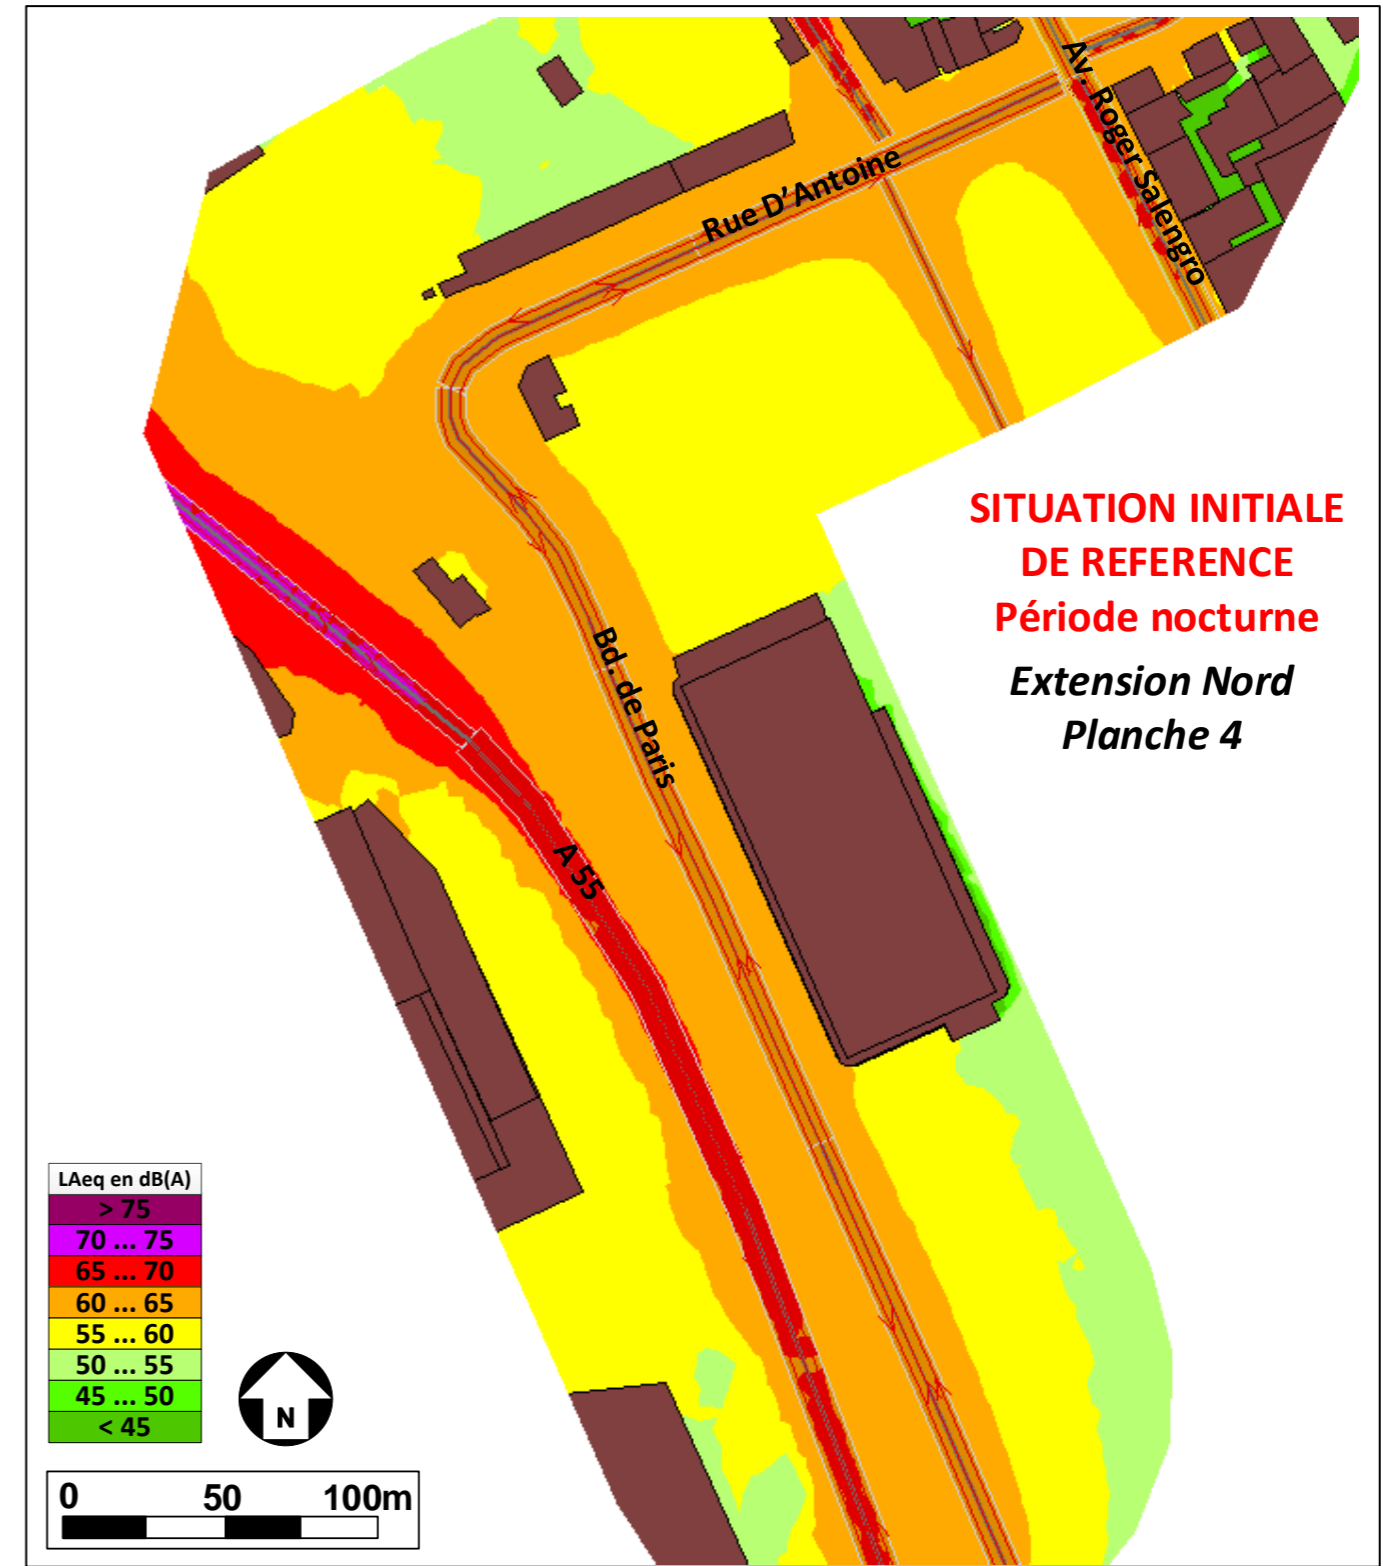 Av. Roger Salengro
Rue D’Antoine
SITUATION INITIALE
DE REFERENCE
Période nocturne
Extension Nord
Planche 4
Bd. de Paris
A 55
LAeq en dB(A)
> 75
70 ... 75
65 ... 70
60 ... 65
55 ... 60
50 ... 55
45 ... 50
< 45
N
0 50 100m